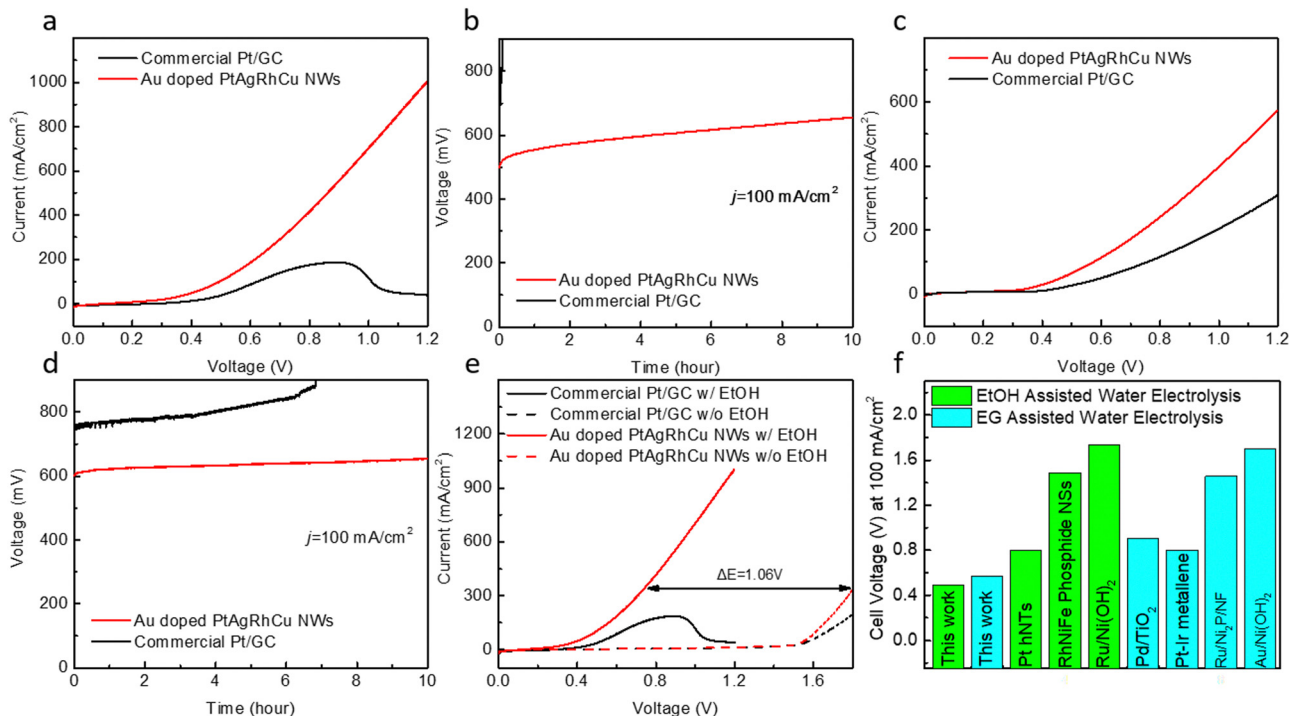 a
Commercial Pt/GC
Au doped PtAgRhCu NWs
1000
800
600
400
200
0
Current (mA/cm²)
0.0 0.2 0.4 0.6 0.8 1.0 1.2
Voltage (V)
b
800
600
400
200
0
Voltage (mV)
j=100 mA/cm²
Au doped PtAgRhCu NWs
Commercial Pt/GC
0 2 4 6 8 10
Time (hour)
c
Au doped PtAgRhCu NWs
Commercial Pt/GC
600
400
200
0
Current (mA/cm²)
0.0 0.2 0.4 0.6 0.8 1.0 1.2
Voltage (V)
d
800
600
400
200
0
Voltage (mV)
j=100 mA/cm²
Au doped PtAgRhCu NWs
Commercial Pt/GC
0 2 4 6 8 10
Time (hour)
e
Commercial Pt/GC w/ EtOH
Commercial Pt/GC w/o EtOH
Au doped PtAgRhCu NWs w/ EtOH
Au doped PtAgRhCu NWs w/o EtOH
1200
900
600
300
0
Current (mA/cm²)
ΔE=1.06V
0.0 0.4 0.8 1.2 1.6
Voltage (V)
f
EtOH Assisted Water Electrolysis
EG Assisted Water Electrolysis
2.0
1.6
1.2
0.8
0.4
0.0
Cell Voltage (V) at 100 mA/cm²
This work
This work
Pt hNTs
RhNiFe Phosphide NSs
Ru/Ni(OH)₂
Pd/TiO₂
Pt-Ir metallene
Ru/Ni₂P/NF
Au/Ni(OH)₂